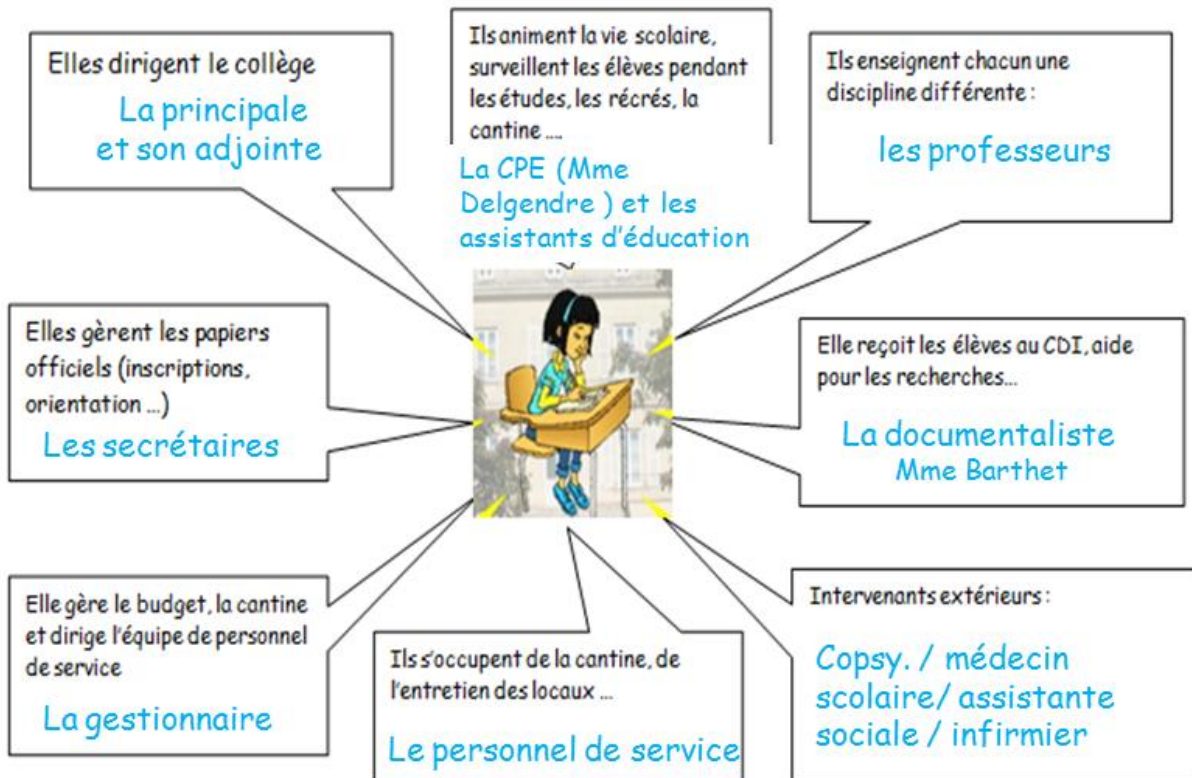 Elles dirigent le collège
La principale
et son adjointe
Ils animent la vie scolaire,
surveillent les élèves pendant
les études, les récrés, la
cantine ....
La CPE (Mme
Delgendre ) et les
assistants d'éducation
Ils enseignent chacun une
discipline différente :
les professeurs
Elles gèrent les papiers
officiels (inscriptions,
orientation ...)
Les secrétaires
Elle reçoit les élèves au CDI, aide
pour les recherches...
La documentaliste
Mme Barthet
Elle gère le budget, la cantine
et dirige l'équipe de personnel
de service
La gestionnaire
Ils s'occupent de la cantine, de
l'entretien des locaux ...
Le personnel de service
Intervenants extérieurs :
Copsy. / médecin
scolaire/ assistante
sociale / infirmier